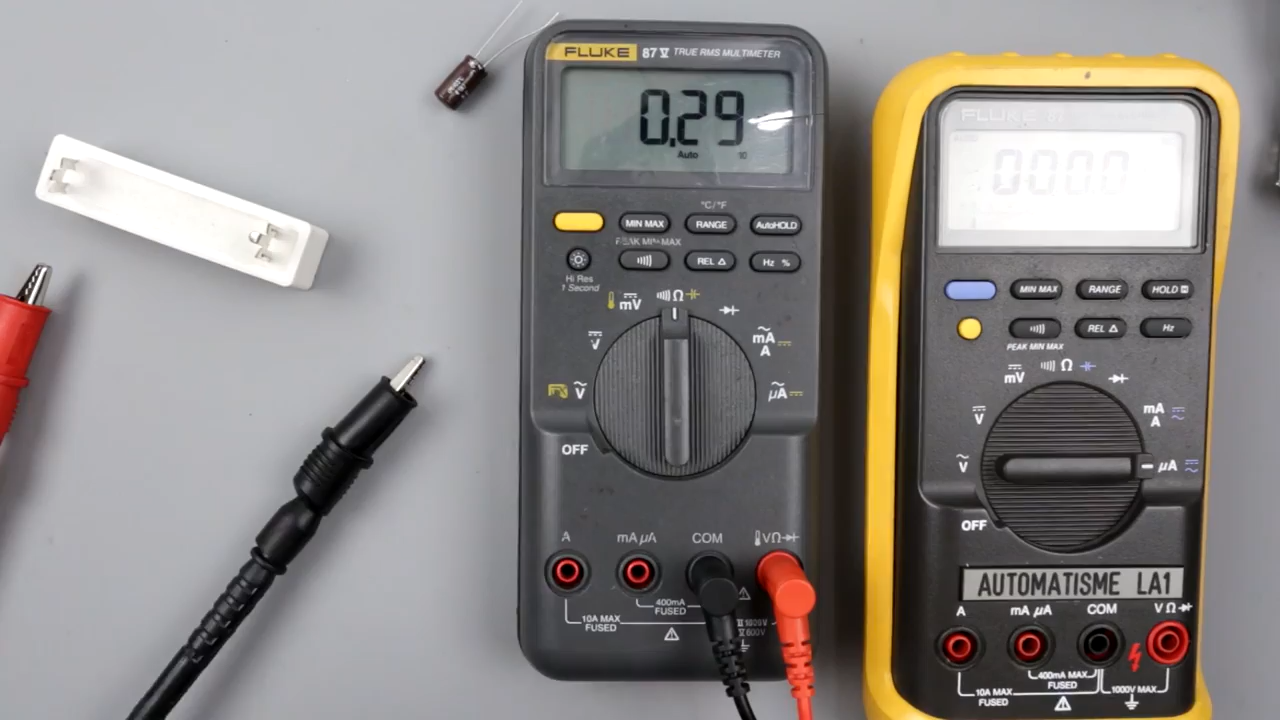 FLUKE 87 V TRUE RMS MULTIMETER
0.29
Auto 10
°C/°F
MIN MAX RANGE AutoHOLD
PEAK MIN MAX
REL Δ Hz %
Hi Res
1 Second
mV Ω
V mA
A
V µA
OFF
A mA µA COM VΩ
400mA
FUSED
10A MAX
FUSED
FLUKE 87
000.0
MIN MAX RANGE HOLD H
REL Δ Hz
PEAK MIN MAX
mV Ω
V mA
A
V µA
OFF
AUTOMATISME LA1
A mA µA COM V Ω
400mA MAX
FUSED
10A MAX
FUSED
1000V MAX